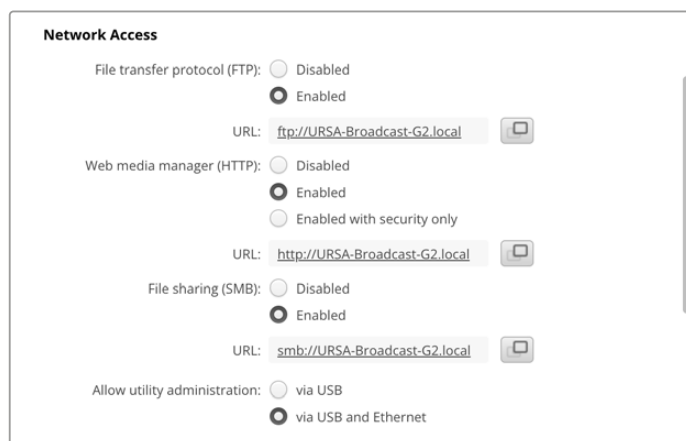 Network Access
File transfer protocol (FTP): Disabled
Enabled
URL: ftp://URSA-Broadcast-G2.local
Web media manager (HTTP): Disabled
Enabled
Enabled with security only
URL: http://URSA-Broadcast-G2.local
File sharing (SMB): Disabled
Enabled
URL: smb://URSA-Broadcast-G2.local
Allow utility administration: via USB
via USB and Ethernet